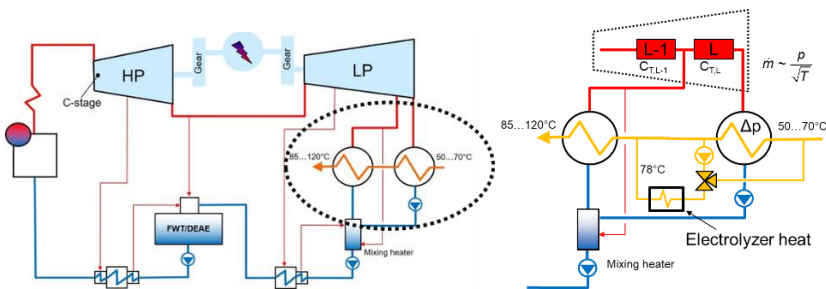 HP
Gear
Gear
LP
C-stage
85...120°C
50...70°C
FWT/DEAE
Mixing heater
L-1
L
C_T,L-1
C_T,L
ṁ ~ p/√T
85...120°C
Δp
50...70°C
78°C
Electrolyzer heat
Mixing heater